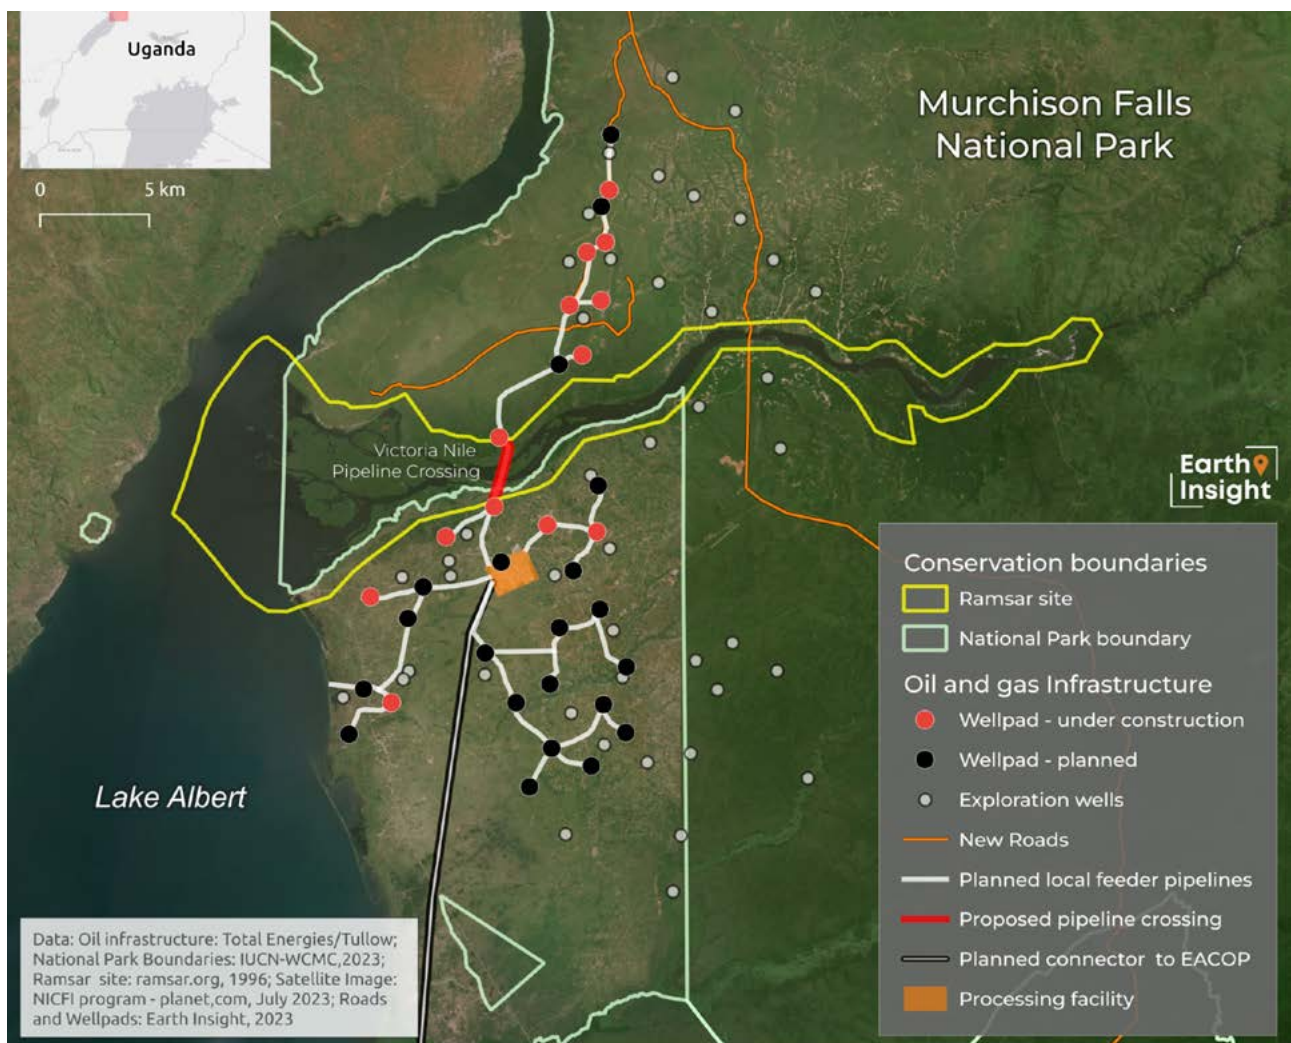 Uganda
0 5 km
Murchison Falls
National Park
Victoria Nile
Pipeline Crossing
Earth
Insight
Lake Albert
Conservation boundaries
Ramsar site
National Park boundary
Oil and gas Infrastructure
Wellpad - under construction
Wellpad - planned
Exploration wells
New Roads
Planned local feeder pipelines
Proposed pipeline crossing
Planned connector to EACOP
Processing facility
Data: Oil infrastructure: Total Energies/Tullow;
National Park Boundaries: IUCN-WCMC,2023;
Ramsar site: ramsar.org, 1996; Satellite Image:
NICFI program - planet,com, July 2023; Roads
and Wellpads: Earth Insight, 2023